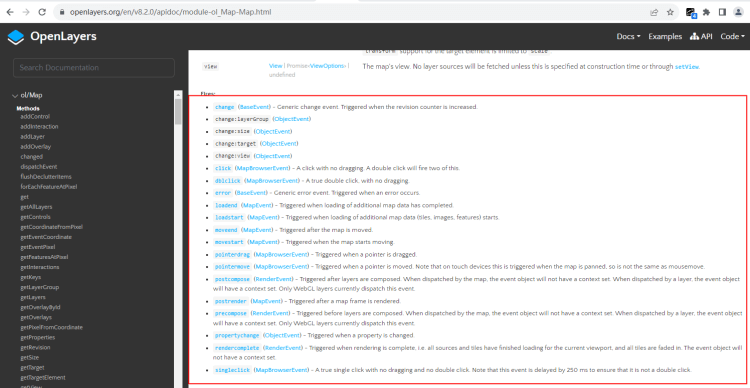 openlayers.org/en/v8.2.0/apidoc/module-ol_Map-Map.html
OpenLayers
Docs
Examples
API
Code
Search Documentation
ol/Map
Methods
addControl
addInteraction
addLayer
addOverlay
changed
dispatchEvent
flushDeclutterItems
forEachFeatureAtPixel
get
getAllLayers
getControls
getCoordinateFromPixel
getEventCoordinate
getEventPixel
getFeaturesAtPixel
getInteractions
getKeys
getLayerGroup
getLayers
getOverlayById
getOverlays
getPixelFromCoordinate
getProperties
getRevision
getSize
getTarget
getTargetElement
getView
transform support for the target element is limited to scale
view
View | Promise<ViewOptions> |
undefined
The map's view. No layer sources will be fetched unless this is specified at construction time or through setView.
Fires:
change (BaseEvent) - Generic change event. Triggered when the revision counter is increased.
change:layerGroup (ObjectEvent)
change:size (ObjectEvent)
change:target (ObjectEvent)
change:view (ObjectEvent)
click (MapBrowserEvent) - A click with no dragging. A double click will fire two of this.
dblclick (MapBrowserEvent) - A true double click, with no dragging.
error (BaseEvent) - Generic error event. Triggered when an error occurs.
loadend (MapEvent) - Triggered when loading of additional map data has completed.
loadstart (MapEvent) - Triggered when loading of additional map data (tiles, images, features) starts.
moveend (MapEvent) - Triggered after the map is moved.
movestart (MapEvent) - Triggered when the map starts moving.
pointerdrag (MapBrowserEvent) - Triggered when a pointer is dragged.
pointermove (MapBrowserEvent) - Triggered when a pointer is moved. Note that on touch devices this is triggered when the map is panned, so is not the same as mousemove.
postcompose (RenderEvent) - Triggered after layers are composed. When dispatched by the map, the event object will not have a context set. When dispatched by a layer, the event object
will have a context set. Only WebGL layers currently dispatch this event.
postrender (MapEvent) - Triggered after a map frame is rendered.
precompose (RenderEvent) - Triggered before layers are composed. When dispatched by the map, the event object will not have a context set. When dispatched by a layer, the event object
will have a context set. Only WebGL layers currently dispatch this event.
propertychange (ObjectEvent) - Triggered when a property is changed.
rendercomplete (RenderEvent) - Triggered when rendering is complete, i.e. all sources and tiles have finished loading for the current viewport, and all tiles are faded in. The event object will
not have a context set.
singleclick (MapBrowserEvent) - A true single click with no dragging and no double click. Note that this event is delayed by 250 ms to ensure that it is not a double click.